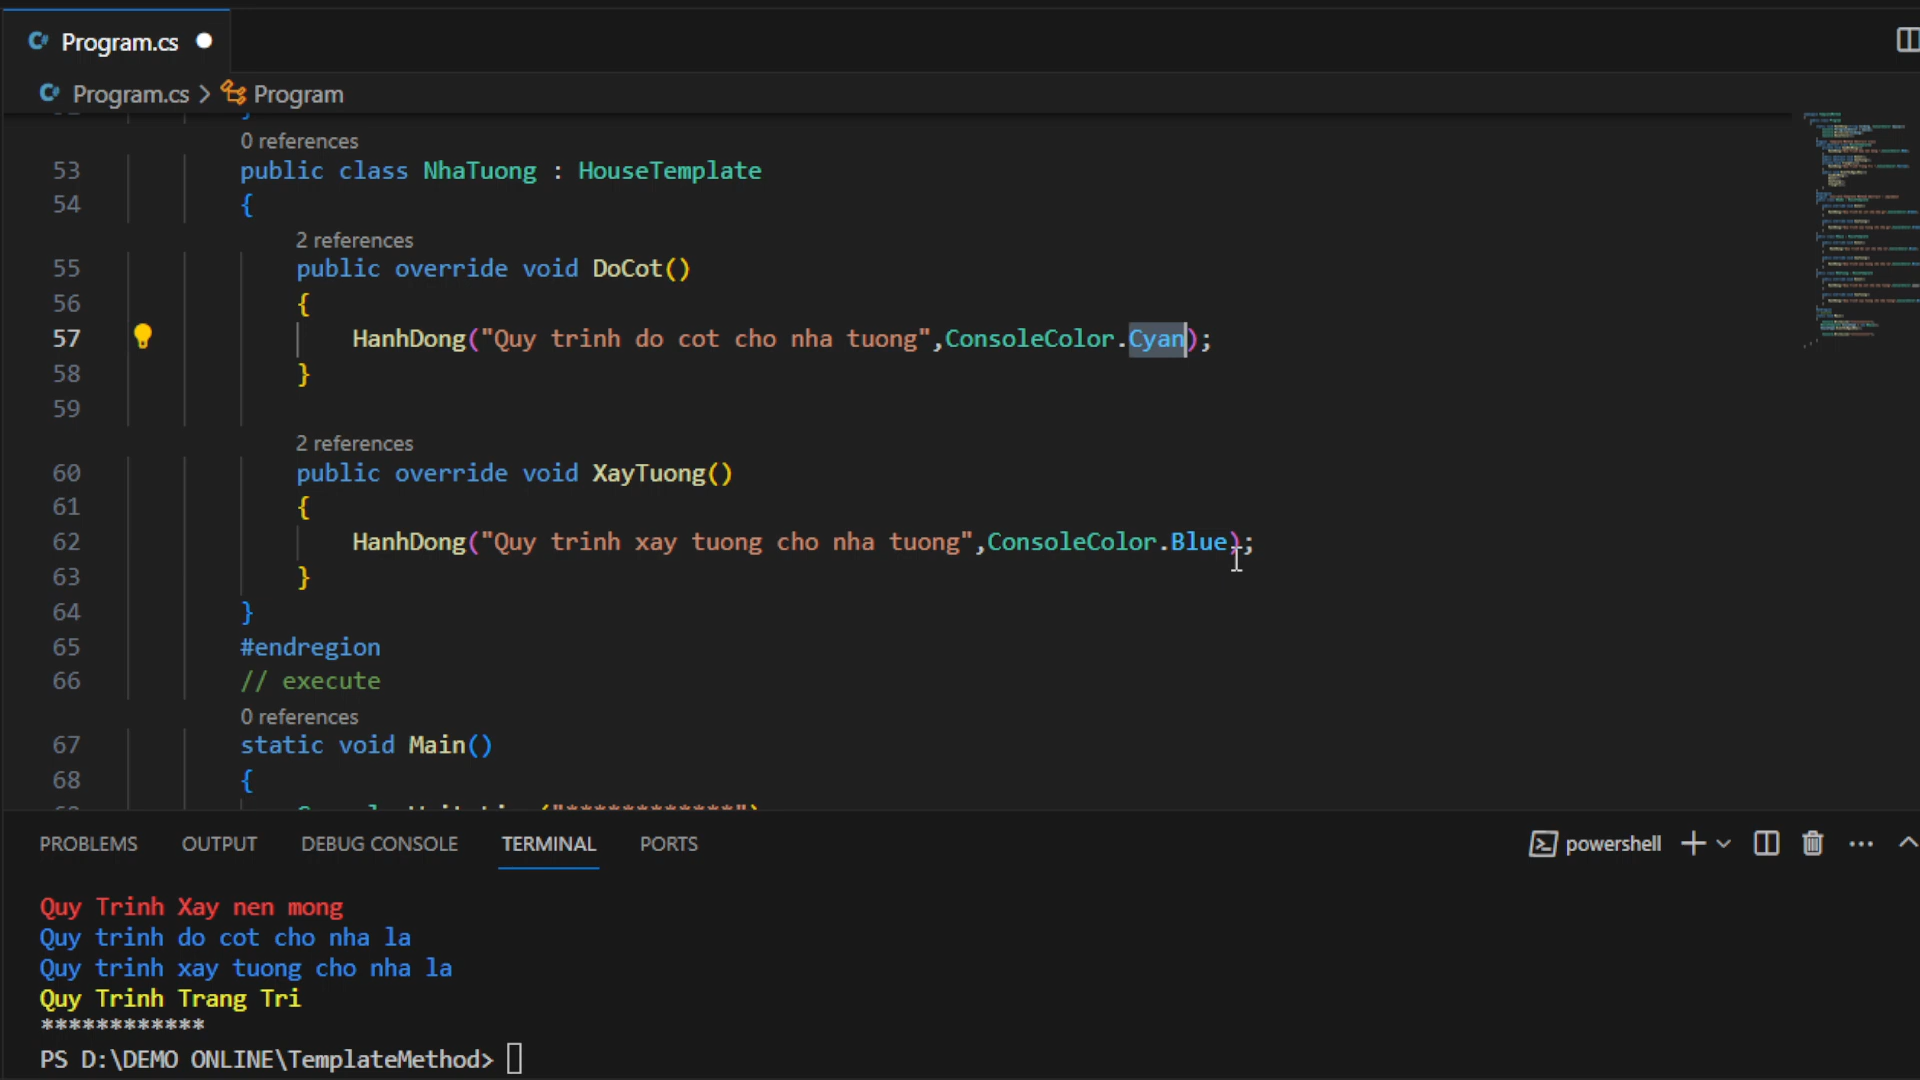 Program.cs
Program.cs > Program
0 references
53 public class NhaTuong : HouseTemplate
54 {
2 references
55 public override void DoCot()
56 {
57 HanhDong("Quy trinh do cot cho nha tuong",ConsoleColor.Cyan);
58 }
59
2 references
60 public override void XayTuong()
61 {
62 HanhDong("Quy trinh xay tuong cho nha tuong",ConsoleColor.Blue);
63 }
64 }
65 #endregion
66 // execute
0 references
67 static void Main()
68 {
PROBLEMS OUTPUT DEBUG CONSOLE TERMINAL PORTS powershell
Quy Trinh Xay nen mong
Quy trinh do cot cho nha la
Quy trinh xay tuong cho nha la
Quy Trinh Trang Tri
************
PS D:\DEMO ONLINE\TemplateMethod>